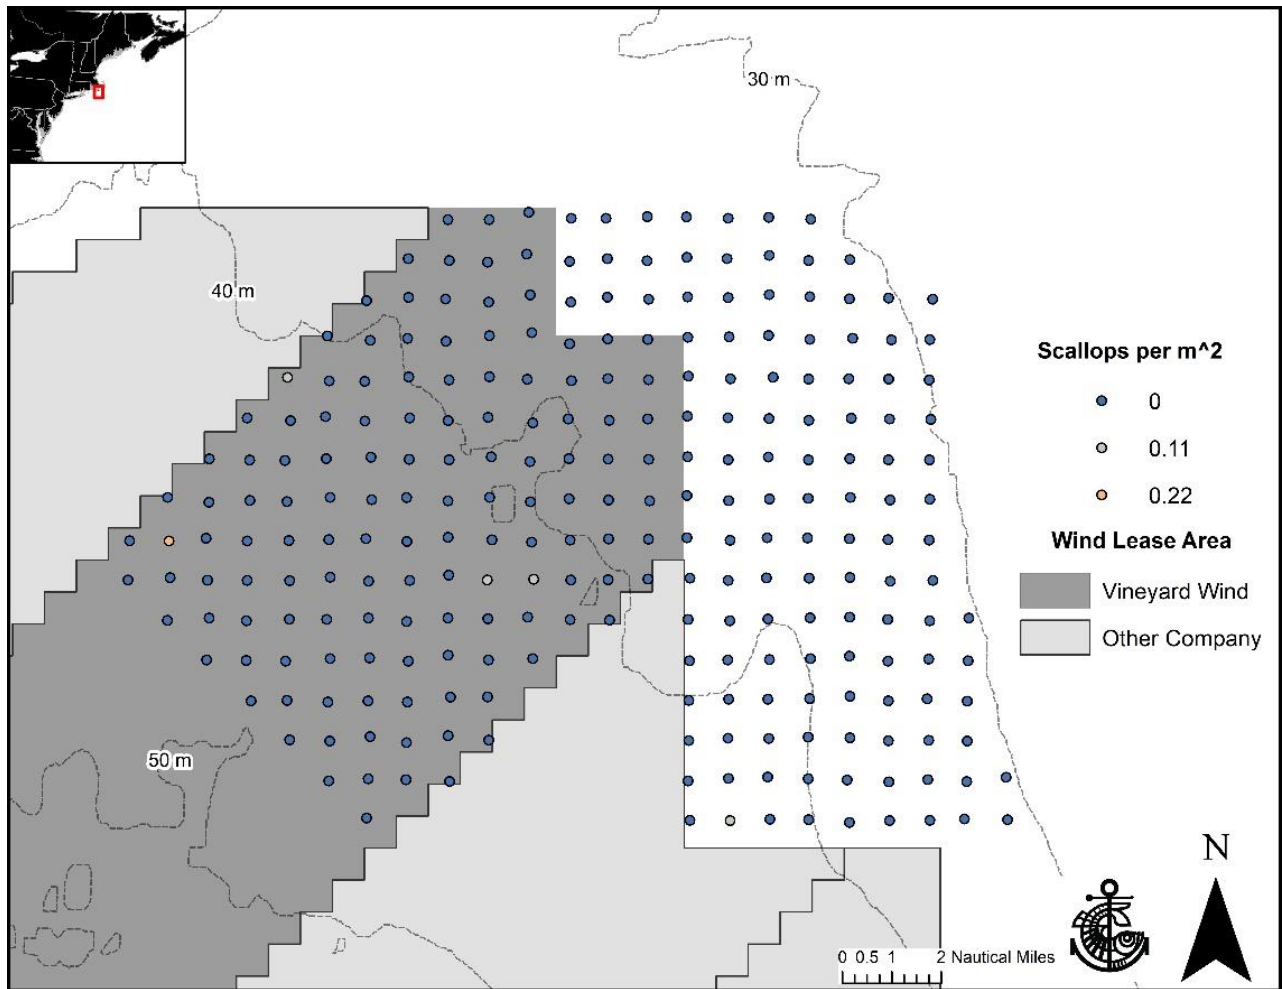 30 m
40 m
Scallops per m^2
0
0.11
0.22
Wind Lease Area
Vineyard Wind
Other Company
50 m
N
0 0.5 1 2 Nautical Miles